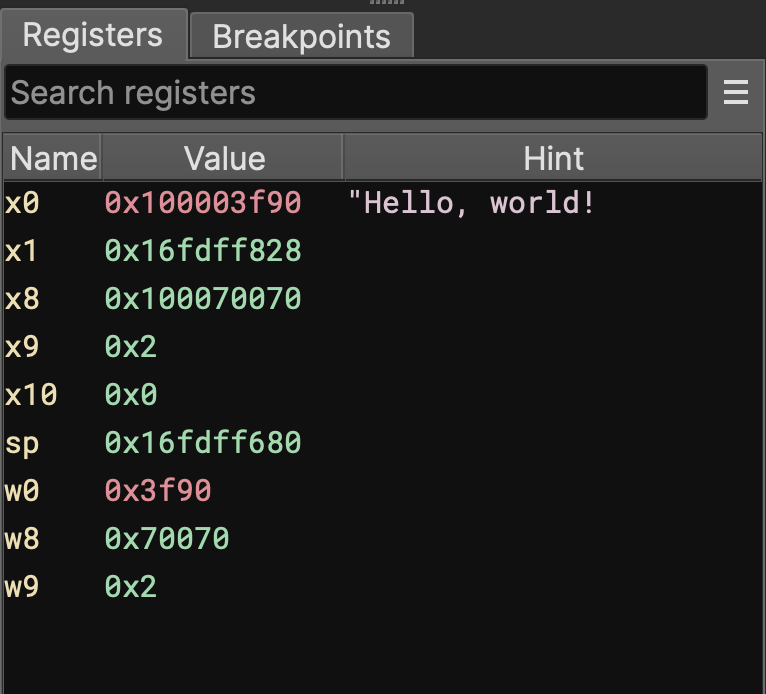 Registers Breakpoints
Search registers
Name Value Hint
x0 0x100003f90 "Hello, world!
x1 0x16fdff828
x8 0x100070070
x9 0x2
x10 0x0
sp 0x16fdff680
w0 0x3f90
w8 0x70070
w9 0x2